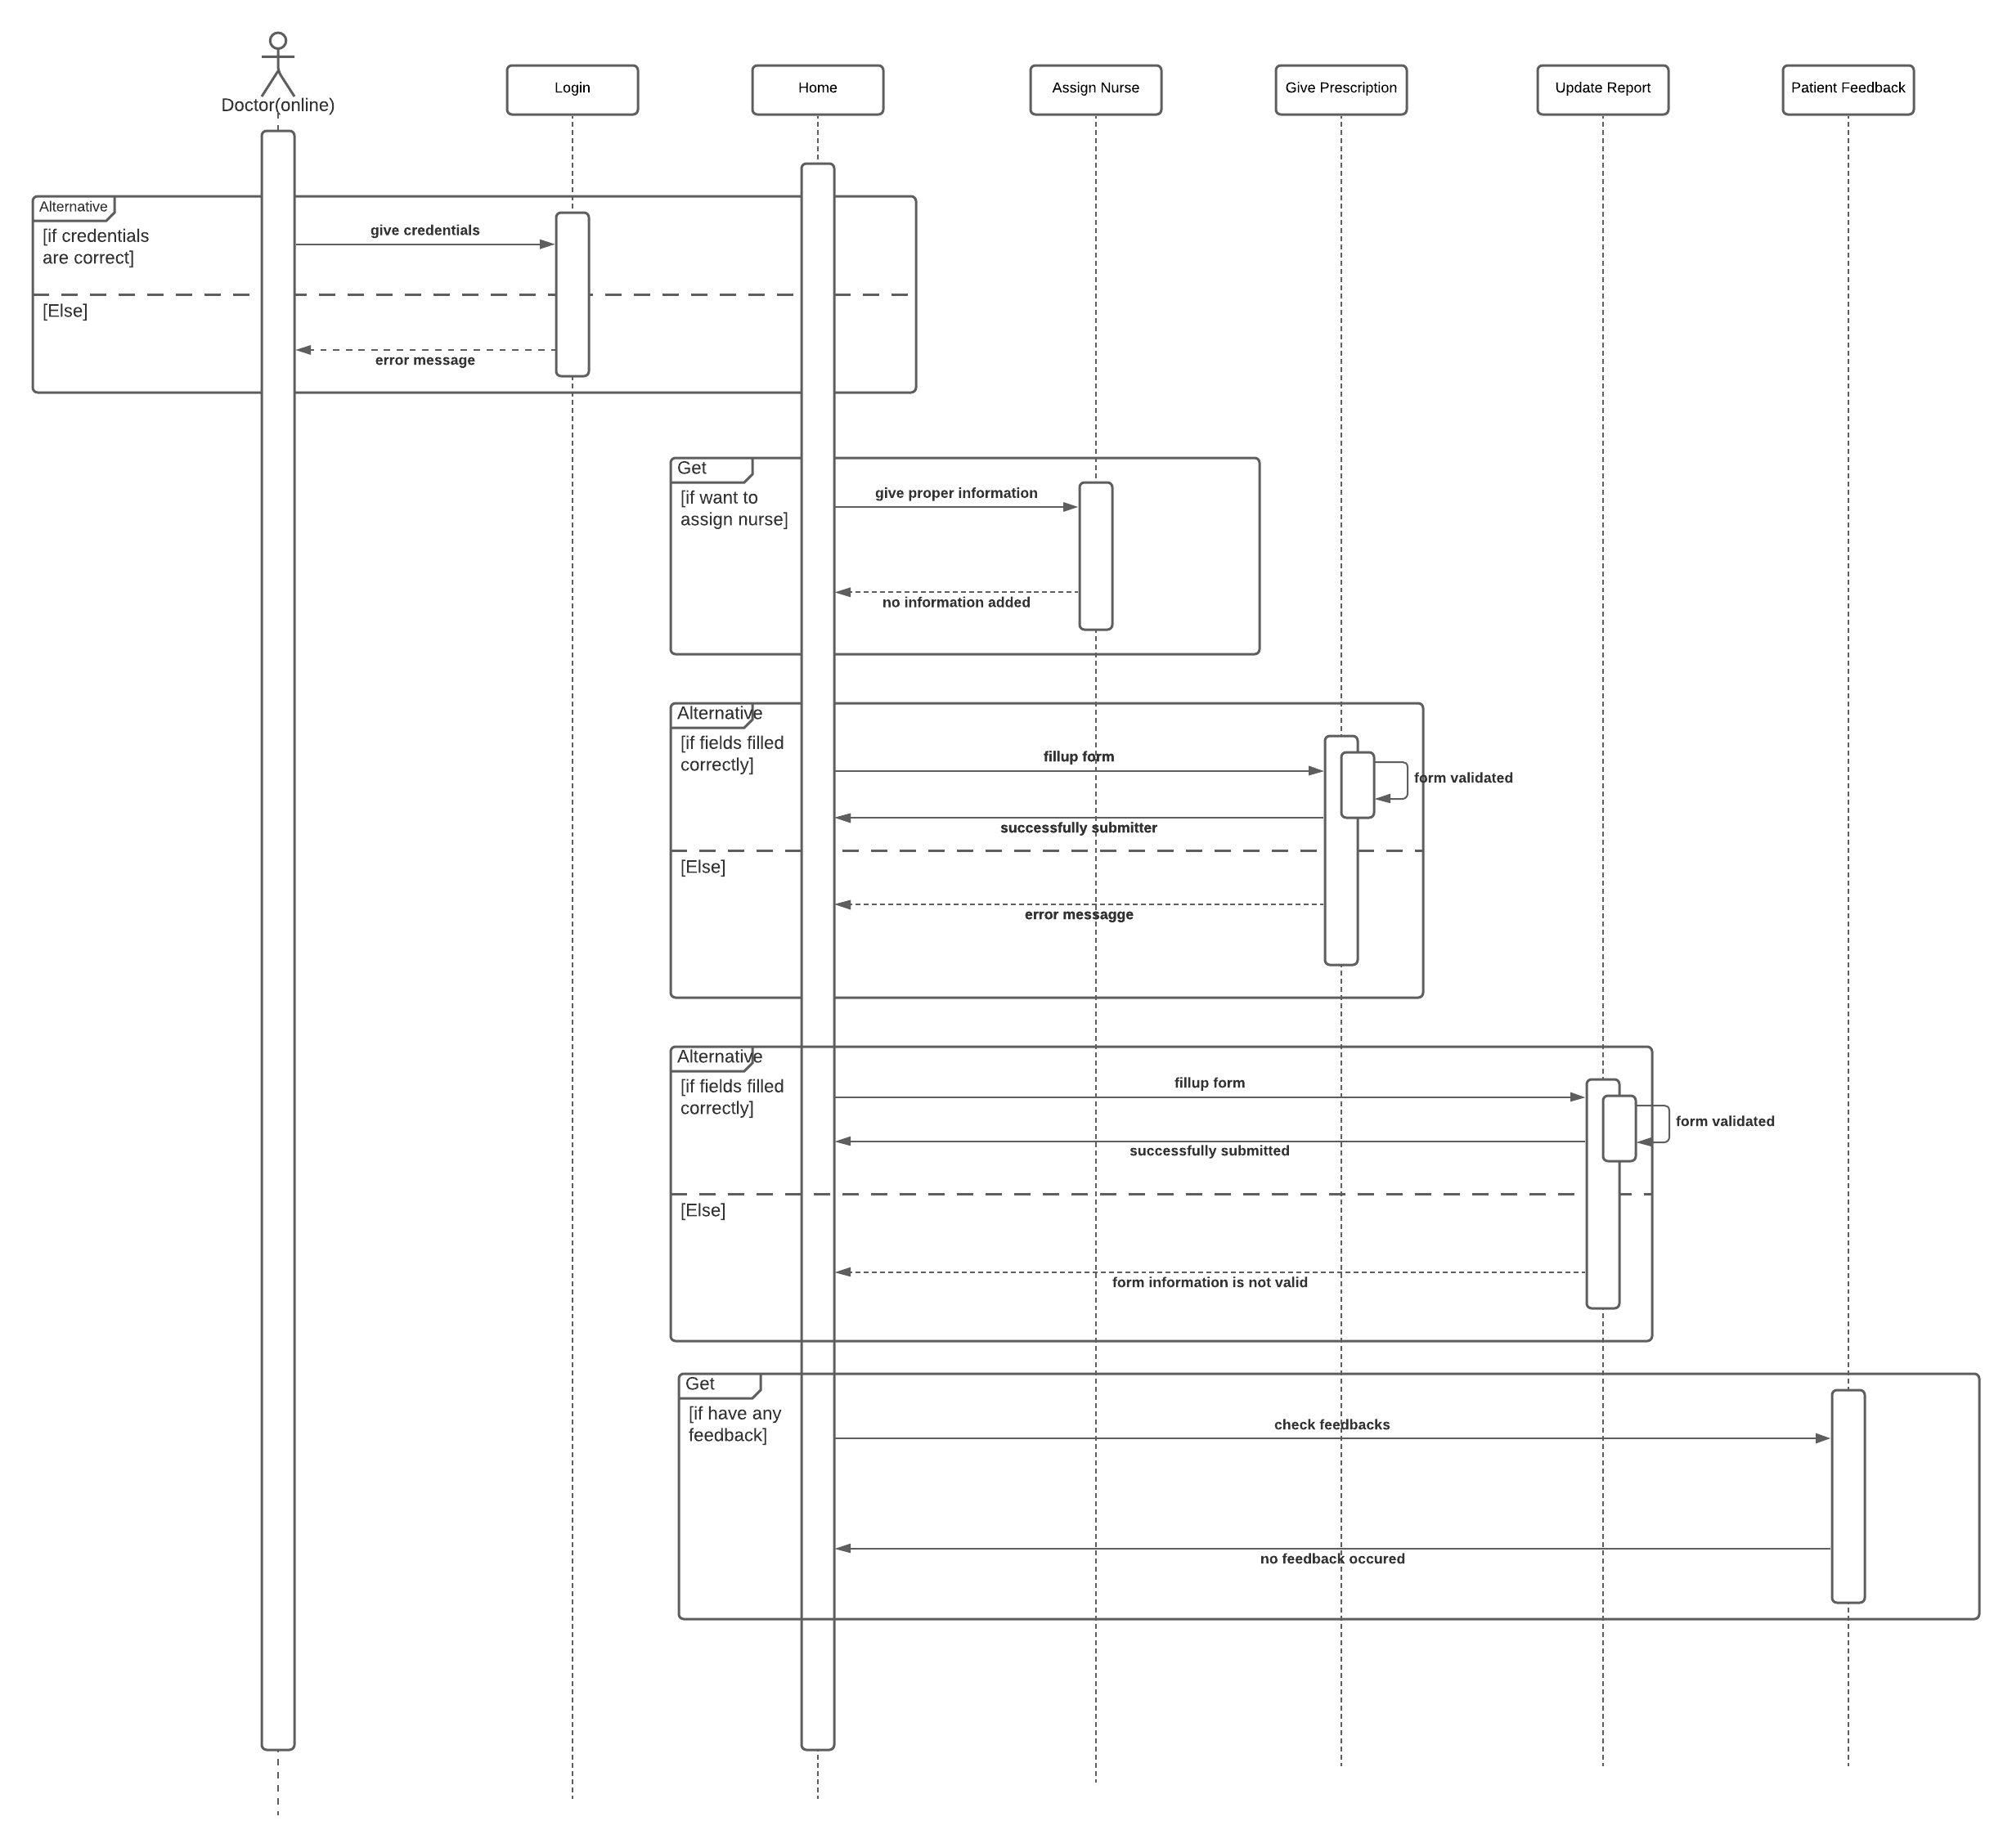 Doctor(online)
Login
Home
Assign Nurse
Give Prescription
Update Report
Patient Feedback
Alternative
[if credentials
are correct]
give credentials
[Else]
error message
Get
[if want to
assign nurse]
give proper information
no information added
Alternative
[if fields filled
correctly]
fillup form
form validated
successfully submitter
[Else]
error messagge
Alternative
[if fields filled
correctly]
fillup form
form validated
successfully submitted
[Else]
form information is not valid
Get
[if have any
feedback]
check feedbacks
no feedback occured